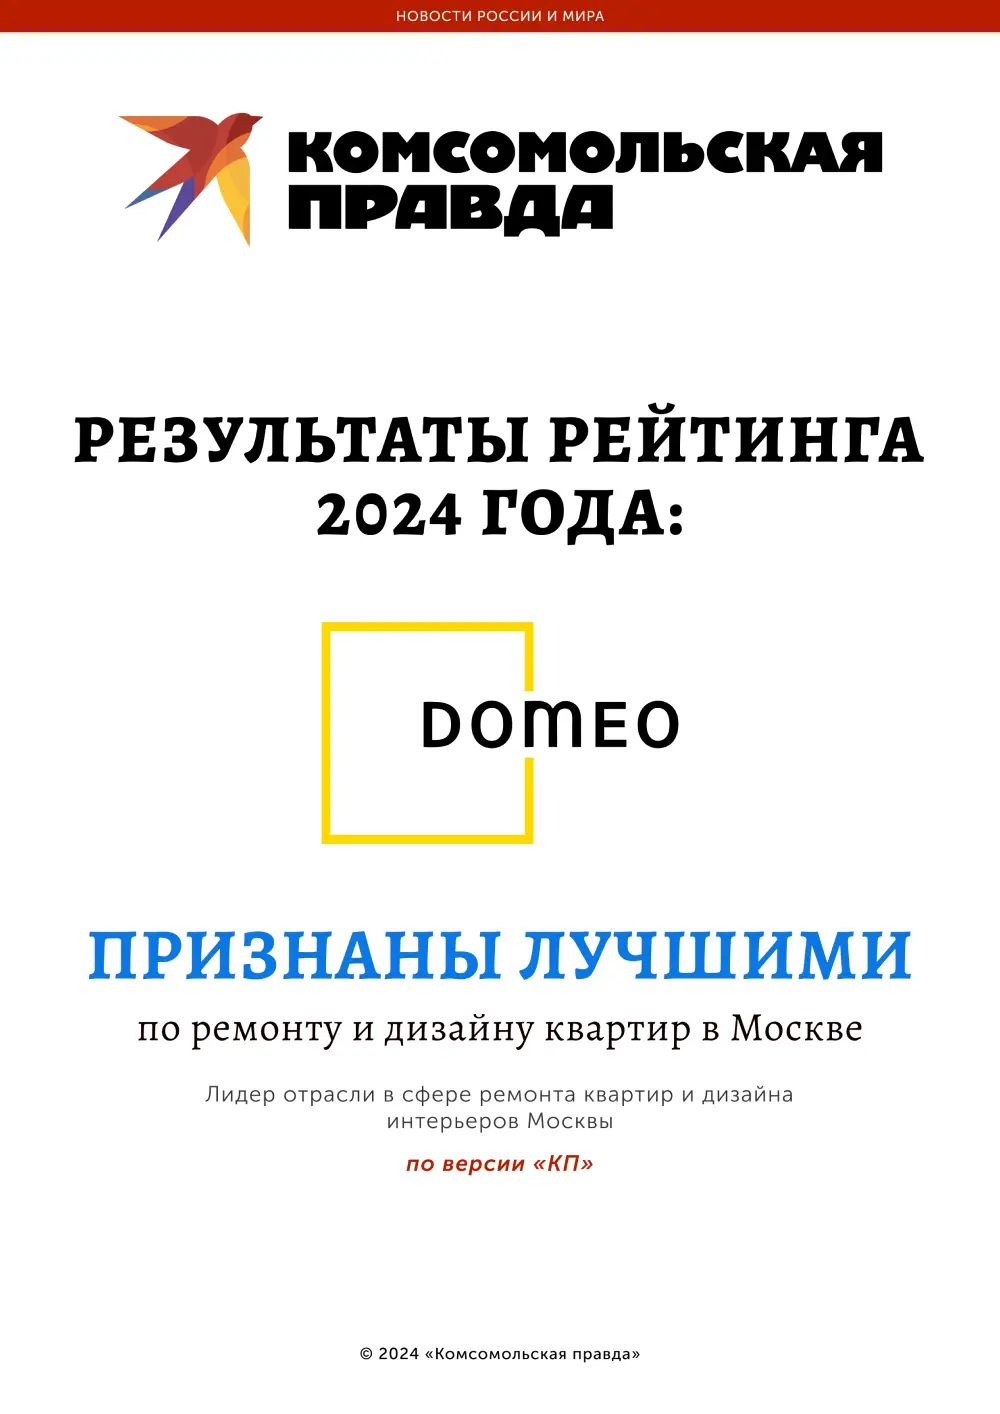 НОВОСТИ РОССИИ И МИРА
КОМСОМОЛЬСКАЯ
ПРАВДА
РЕЗУЛЬТАТЫ РЕЙТИНГА
2024 ГОДА:
DOMEO
ПРИЗНАНЫ ЛУЧШИМИ
по ремонту и дизайну квартир в Москве
Лидер отрасли в сфере ремонта квартир и дизайна
интерьеров Москвы
по версии «КП»
© 2024 «Комсомольская правда»